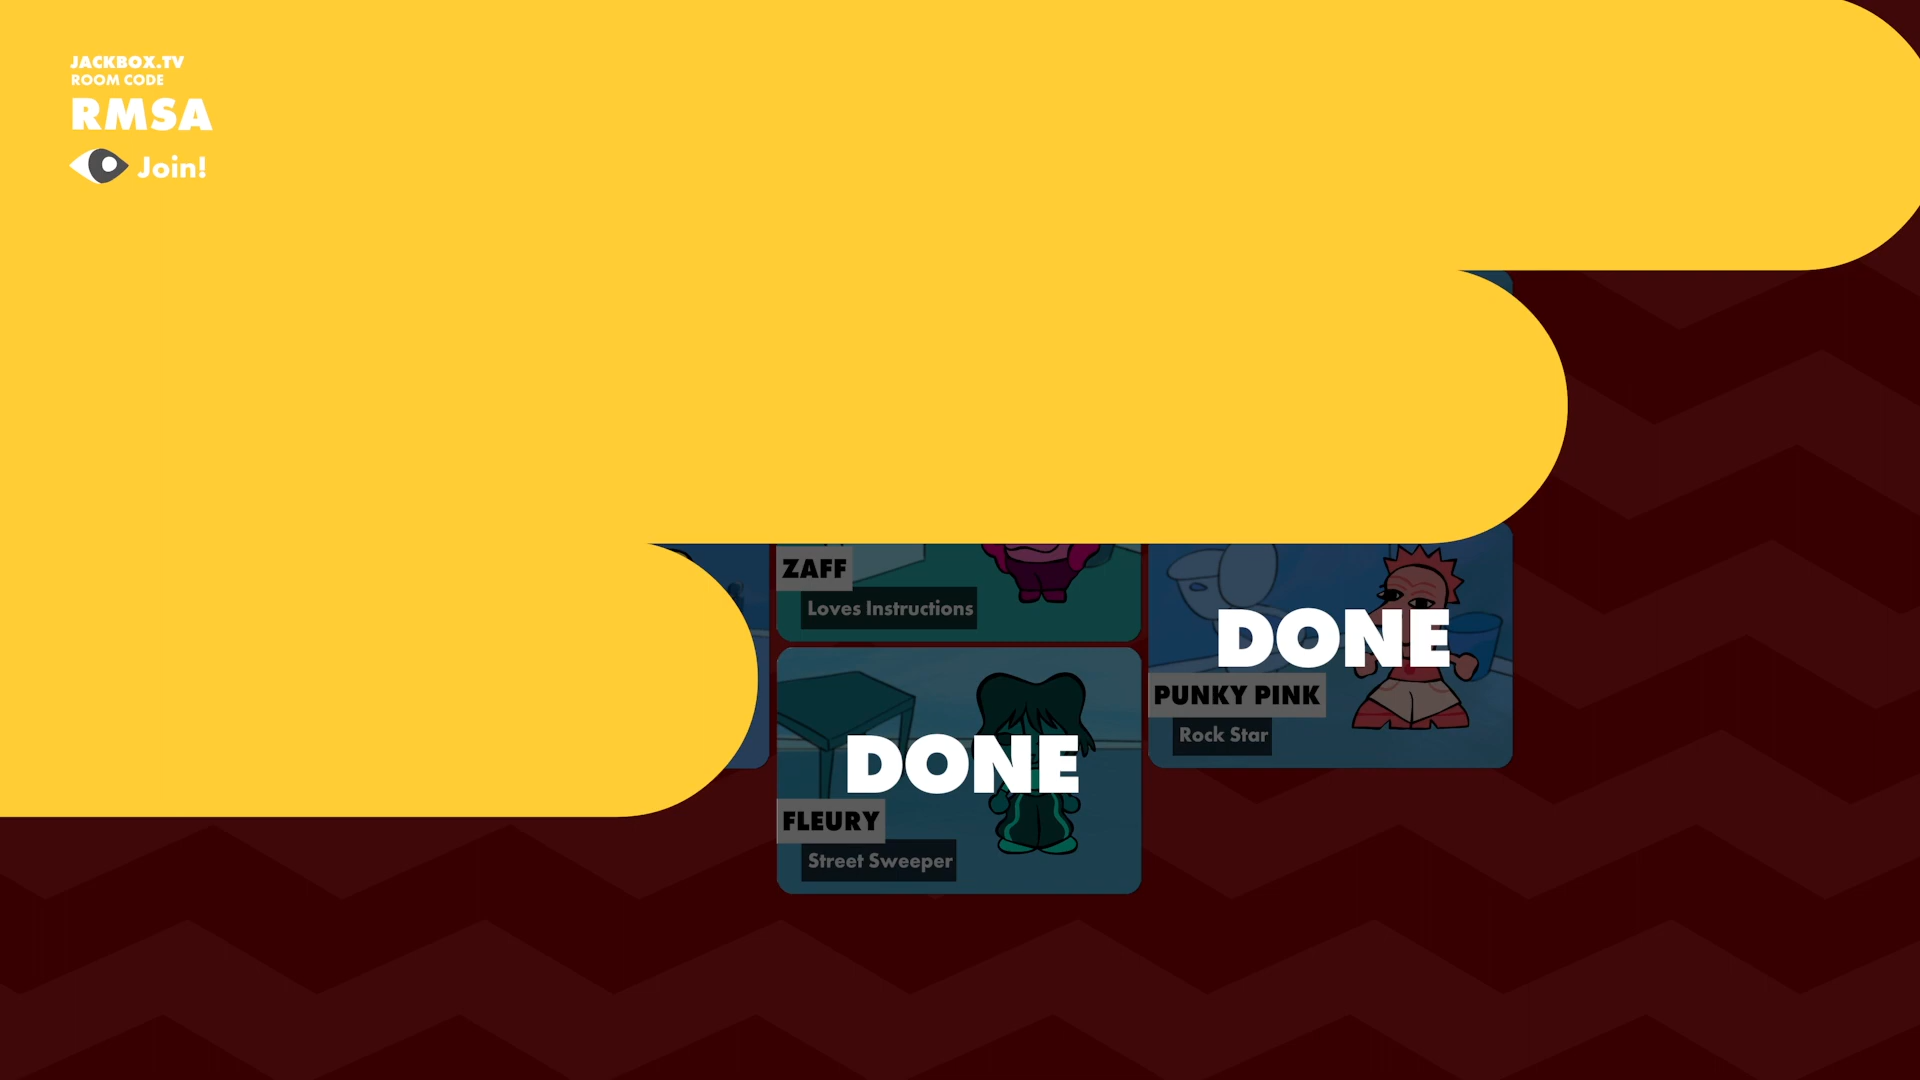 JACKBOX.TV
ROOM CODE
RMSA
Join!
ZAFF
Loves Instructions
DONE
PUNKY PINK
Rock Star
DONE
FLEURY
Street Sweeper